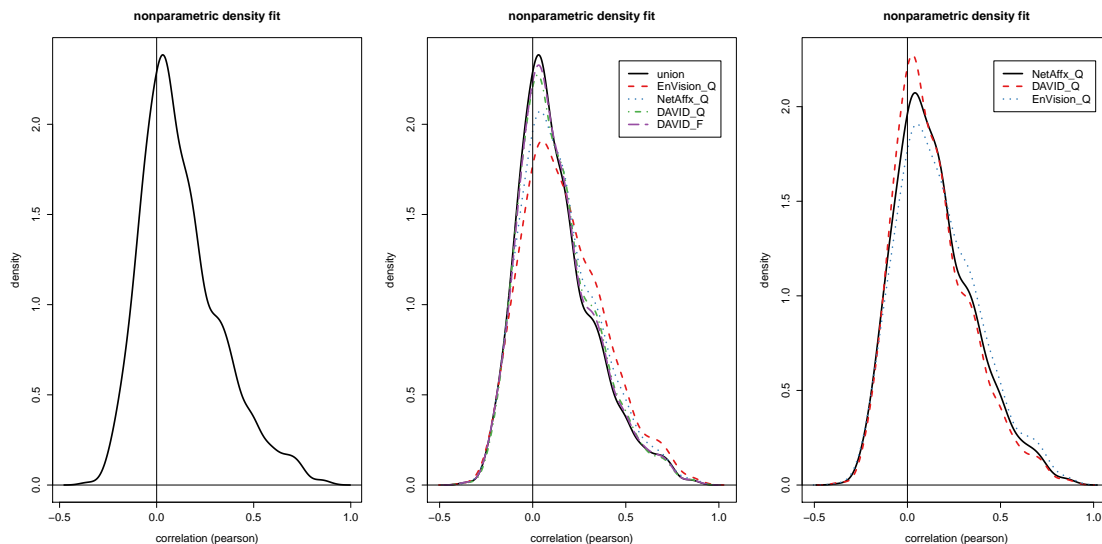 nonparametric density fit
density
2.0
1.5
1.0
0.5
0.0
−0.5 0.0 0.5 1.0
correlation (pearson)
nonparametric density fit
union
EnVision_Q
NetAffx_Q
DAVID_Q
DAVID_F
density
2.0
1.5
1.0
0.5
0.0
−0.5 0.0 0.5 1.0
correlation (pearson)
nonparametric density fit
NetAffx_Q
DAVID_Q
EnVision_Q
density
2.0
1.5
1.0
0.5
0.0
−0.5 0.0 0.5 1.0
correlation (pearson)